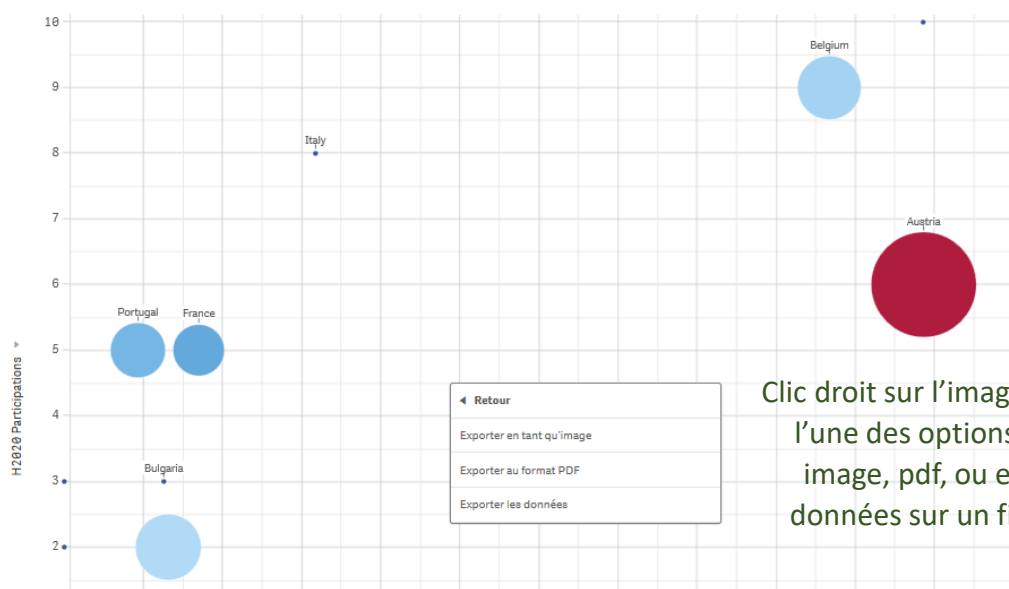 10
Belgium
9
Italy
8
7
Austria
6
Portugal
France
5
H2020 Participations
Clic droit sur l’imag
l’une des options
image, pdf, ou e
données sur un fi
Retour
Exporter en tant qu'image
Exporter au format PDF
Exporter les données
4
Bulgaria
3
2